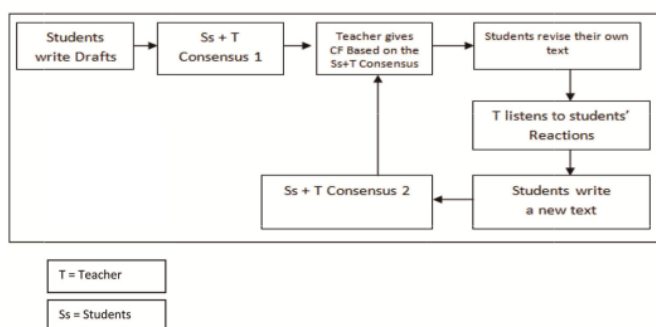 Students
write Drafts
Ss + T
Consensus 1
Teacher gives
CF Based on the
Ss+T Consensus
Students revise their own
text
T listens to students'
Reactions
Students write
a new text
Ss + T Consensus 2
T = Teacher
Ss = Students